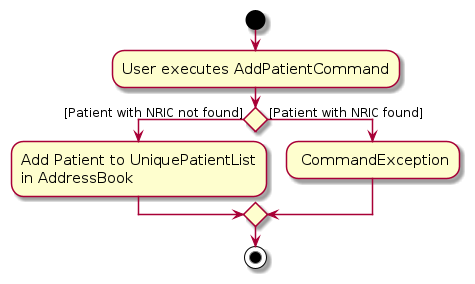 User executes AddPatientCommand
[Patient with NRIC not found]
[Patient with NRIC found]
Add Patient to UniquePatientList
in AddressBook
CommandException